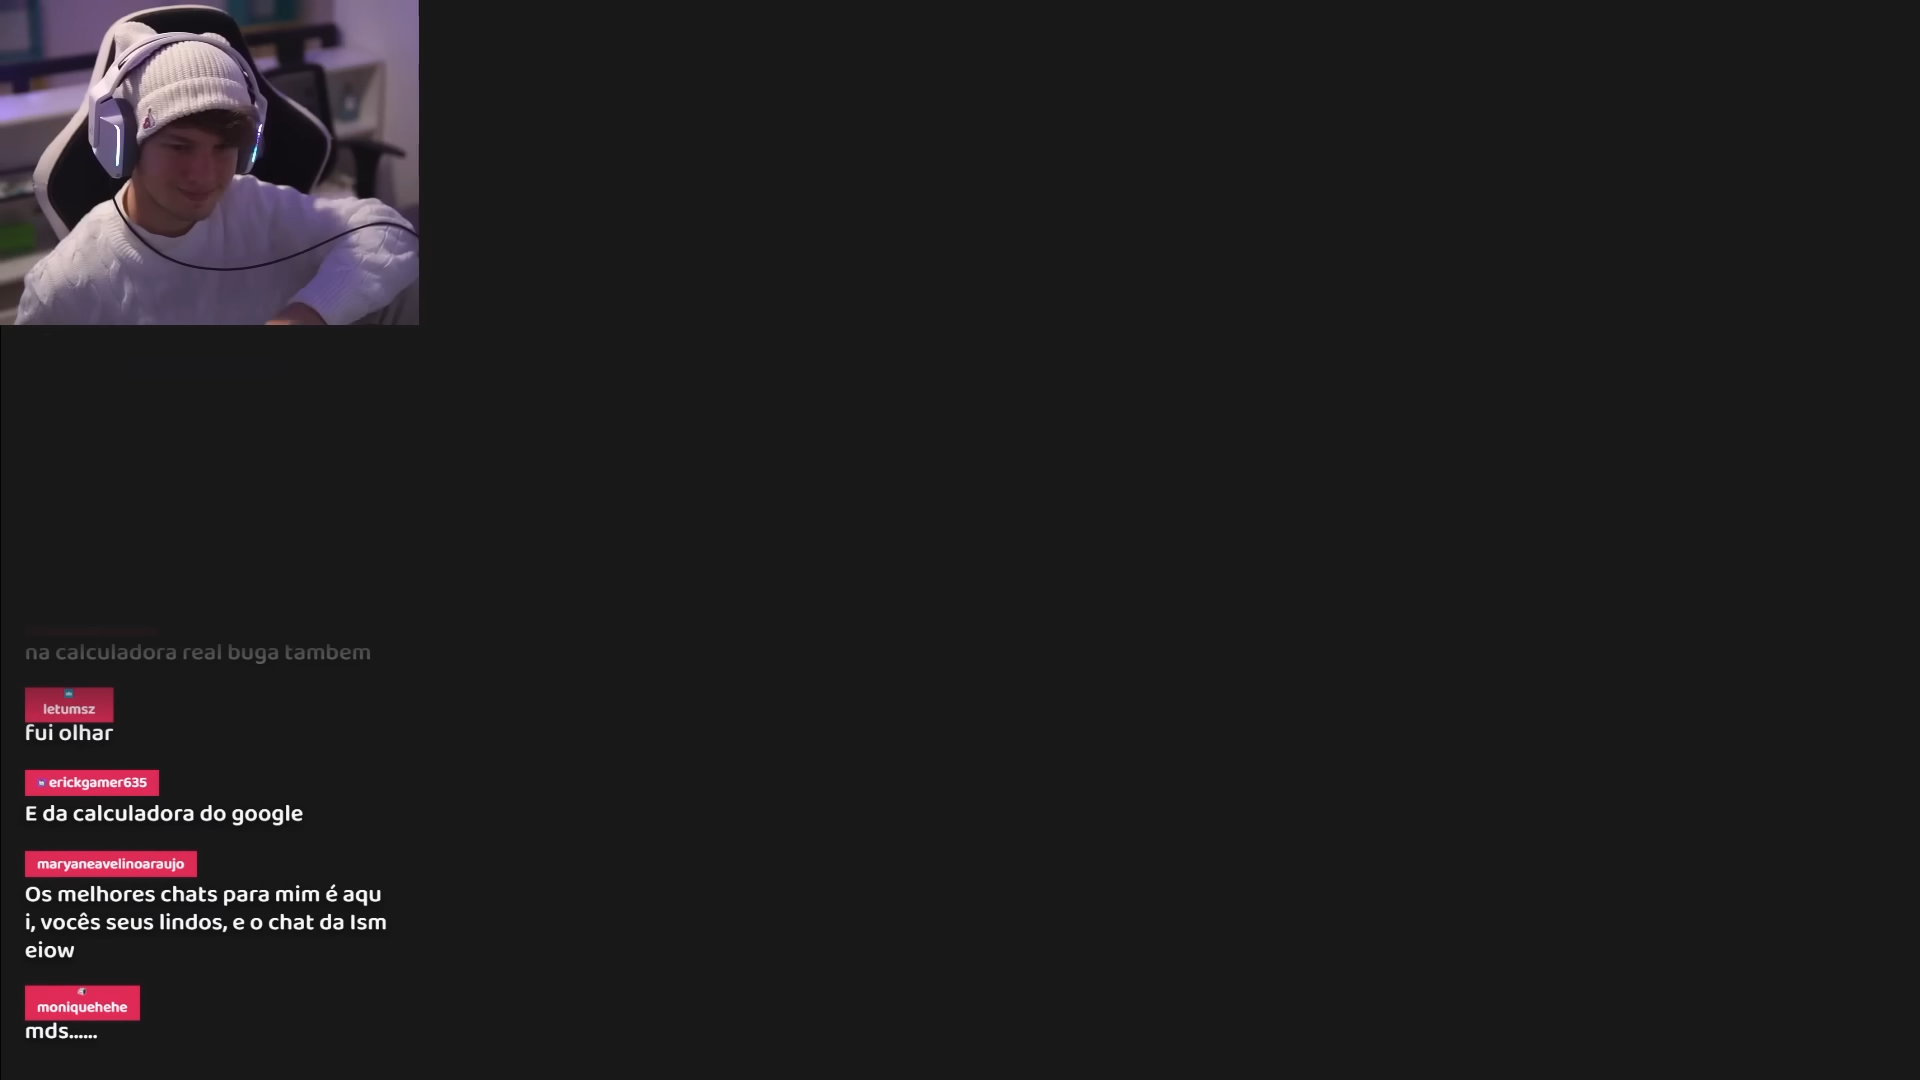 na calculadora real buga tambem
letumsz
fui olhar
erickgamer635
E da calculadora do google
maryaneavelinoaraujo
Os melhores chats para mim é aqu
i, vocês seus lindos, e o chat da Ism
eiow
moniquehehe
mds......